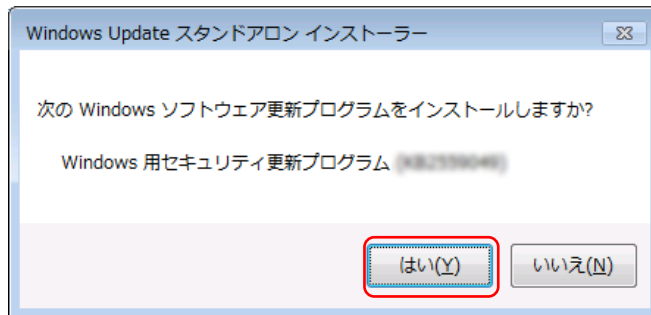 Windows Update スタンドアロン インストーラー
次の Windows ソフトウェア更新プログラムをインストールしますか?
Windows 用セキュリティ更新プログラム
はい(Y)
いいえ(N)